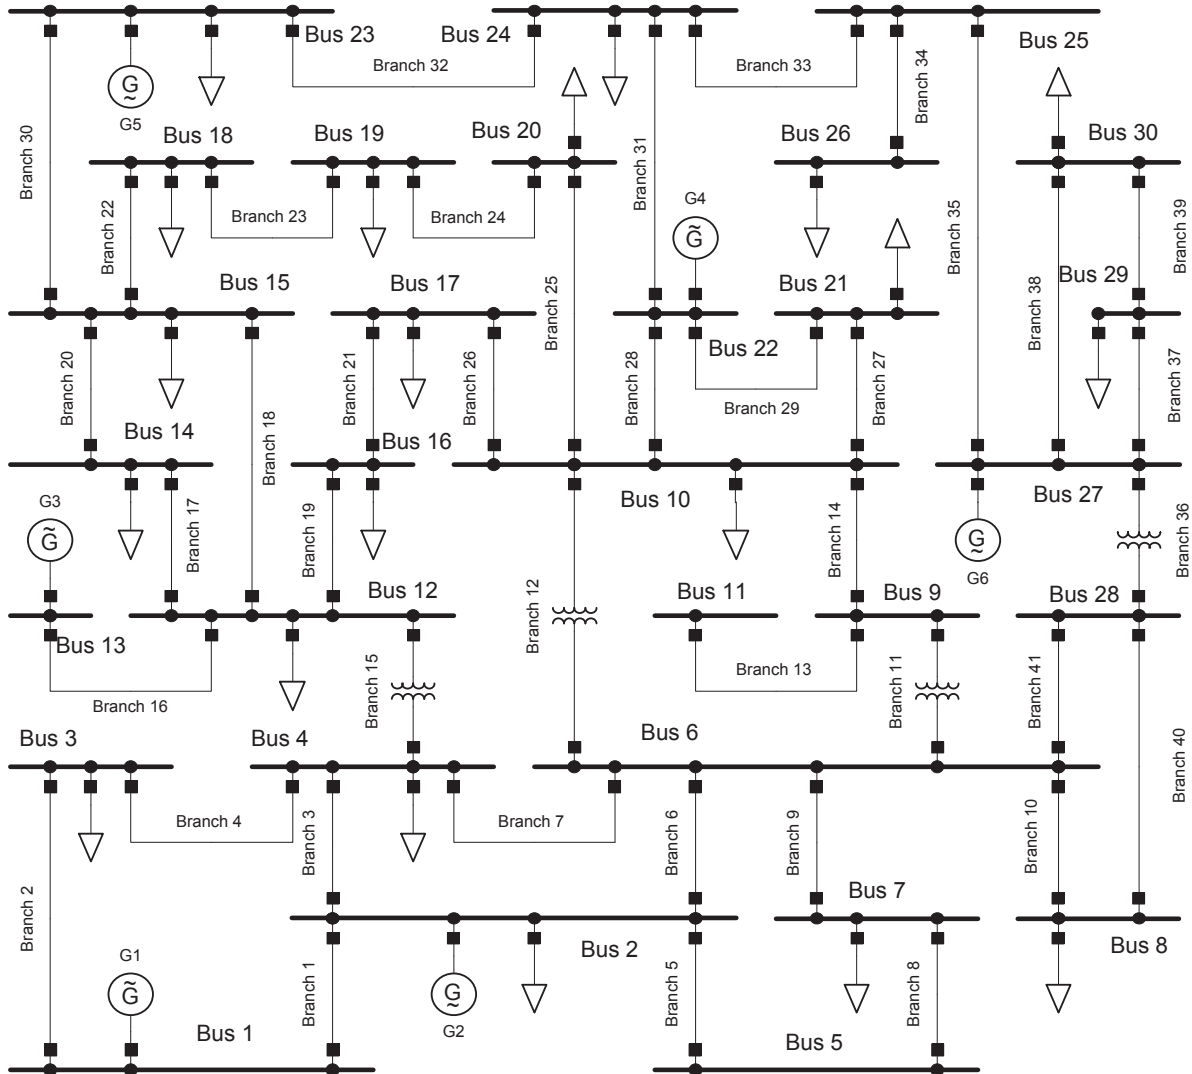 Bus 23
Bus 24
Bus 25
Branch 32
Branch 33
Branch 34
G
~
G5
Branch 30
Bus 18
Bus 19
Bus 20
Bus 26
Bus 30
Branch 31
Branch 22
Branch 23
Branch 24
G4
~
G
Branch 35
Branch 39
Bus 15
Bus 17
Branch 25
Bus 21
Bus 29
Branch 38
Bus 22
Branch 20
Branch 18
Branch 21
Branch 26
Branch 28
Branch 29
Branch 27
Branch 37
Bus 14
Bus 16
Bus 10
Bus 27
G3
~
G
Branch 17
Branch 19
Branch 14
G
~
G6
Branch 36
Bus 12
Branch 12
Bus 11
Bus 9
Bus 28
Bus 13
Branch 15
Branch 13
Branch 11
Branch 41
Branch 16
Bus 3
Bus 4
Bus 6
Branch 40
Branch 4
Branch 3
Branch 7
Branch 6
Branch 9
Branch 10
Branch 2
Bus 7
Bus 2
Bus 8
G1
~
G
Branch 1
G
~
G2
Branch 5
Branch 8
Bus 1
Bus 5